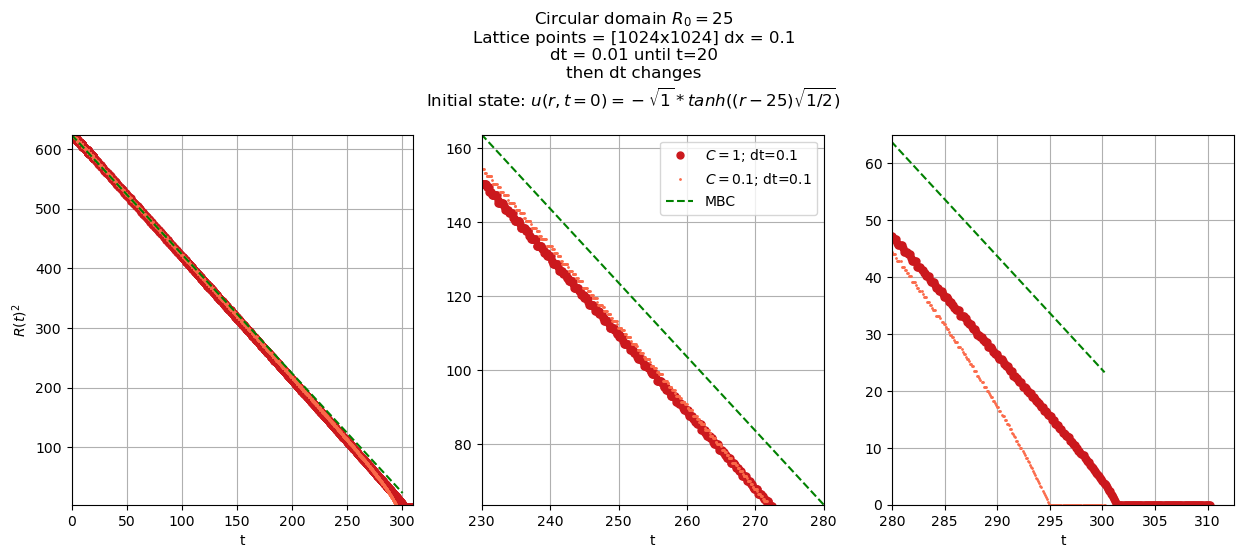 Circular domain $R_0 = 25$
Lattice points = [1024x1024] dx = 0.1
dt = 0.01 until t=20
then dt changes
Initial state: $u(r, t = 0) = -\sqrt{1} * tanh((r - 25)\sqrt{1/2})$
600
500
400
300
200
100
$R(t)^2$
0 50 100 150 200 250 300
t
160
140
120
100
80
$C = 1$; dt=0.1
$C = 0.1$; dt=0.1
MBC
230 240 250 260 270 280
t
60
50
40
30
20
10
0
280 285 290 295 300 305 310
t